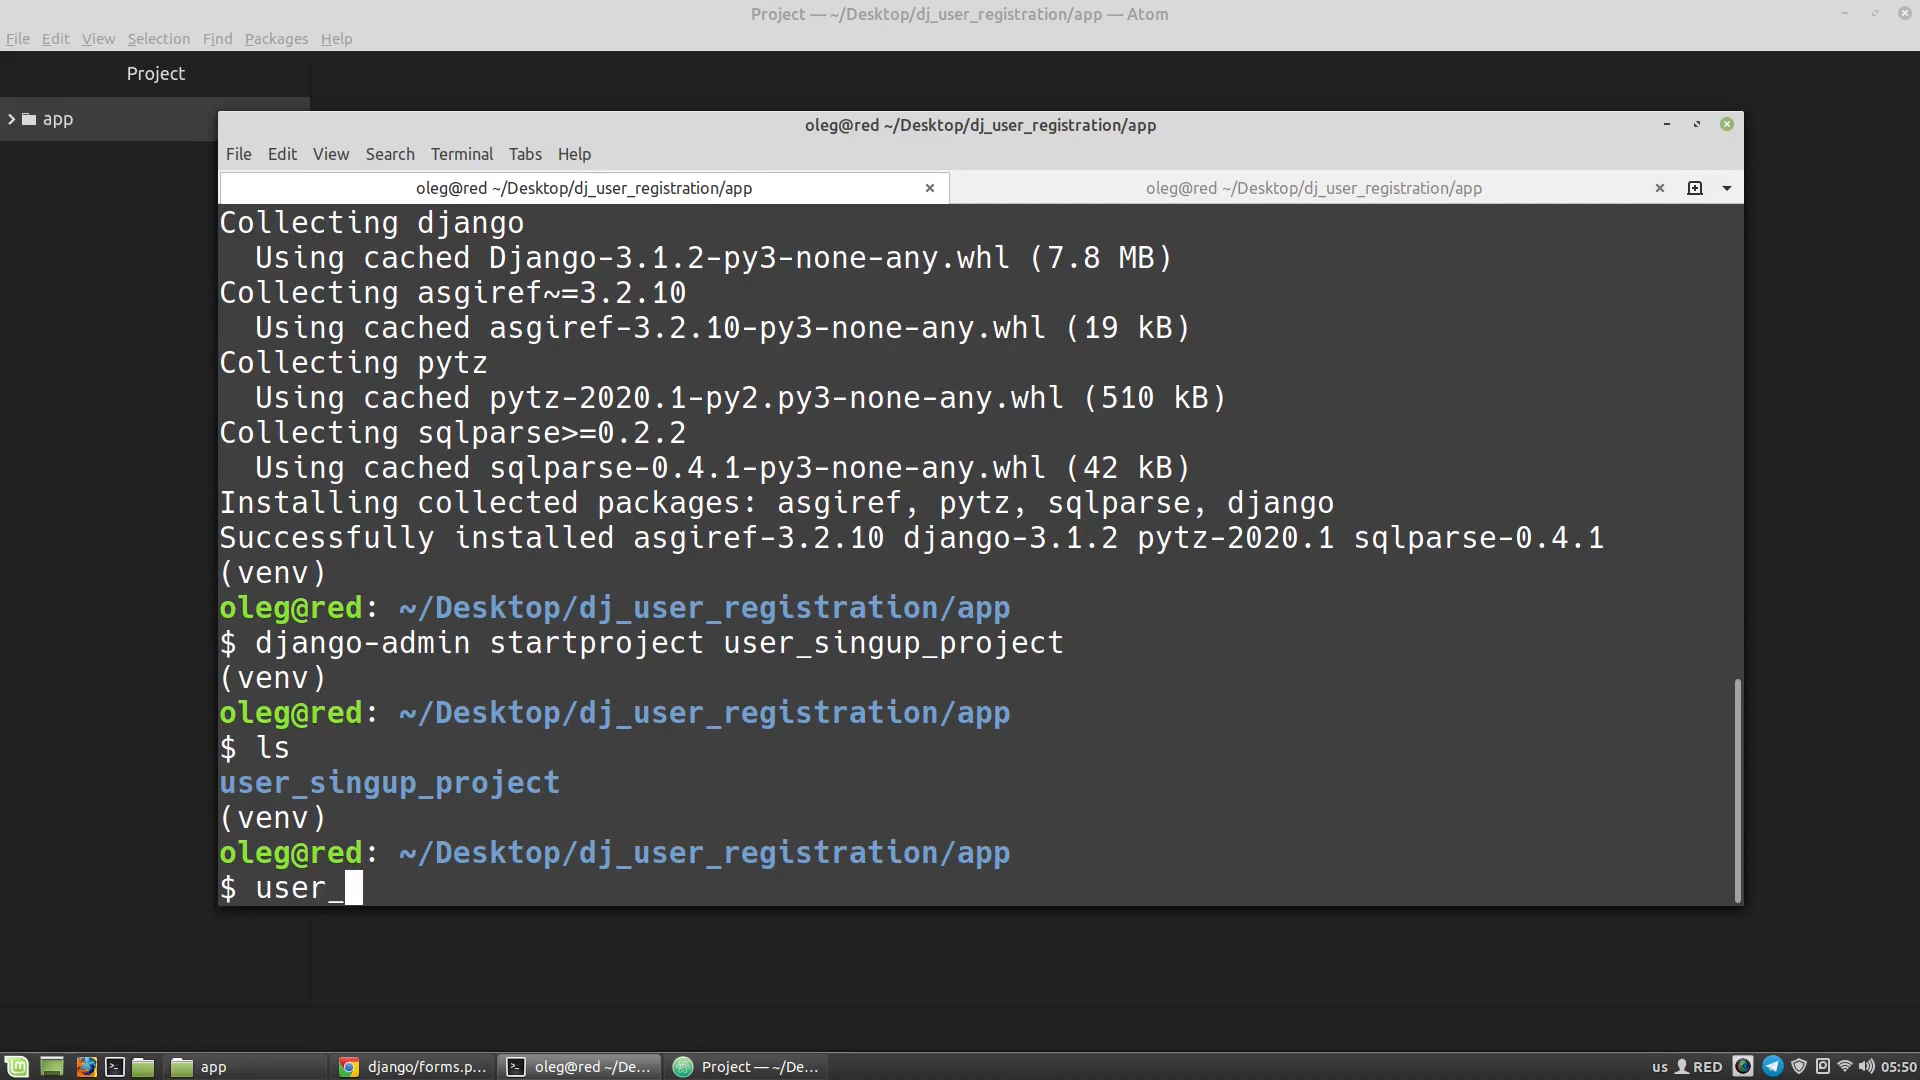 Project — ~/Desktop/dj_user_registration/app — Atom
File Edit View Selection Find Packages Help
Project
app
oleg@red ~/Desktop/dj_user_registration/app
File Edit View Search Terminal Tabs Help
oleg@red ~/Desktop/dj_user_registration/app
oleg@red ~/Desktop/dj_user_registration/app
Collecting django
Using cached Django-3.1.2-py3-none-any.whl (7.8 MB)
Collecting asgiref~=3.2.10
Using cached asgiref-3.2.10-py3-none-any.whl (19 kB)
Collecting pytz
Using cached pytz-2020.1-py2.py3-none-any.whl (510 kB)
Collecting sqlparse>=0.2.2
Using cached sqlparse-0.4.1-py3-none-any.whl (42 kB)
Installing collected packages: asgiref, pytz, sqlparse, django
Successfully installed asgiref-3.2.10 django-3.1.2 pytz-2020.1 sqlparse-0.4.1
(venv)
oleg@red: ~/Desktop/dj_user_registration/app
$ django-admin startproject user_singup_project
(venv)
oleg@red: ~/Desktop/dj_user_registration/app
$ ls
user_singup_project
(venv)
oleg@red: ~/Desktop/dj_user_registration/app
$ user_
app django/forms.p... oleg@red ~/De... Project — ~/De... us RED 05:50